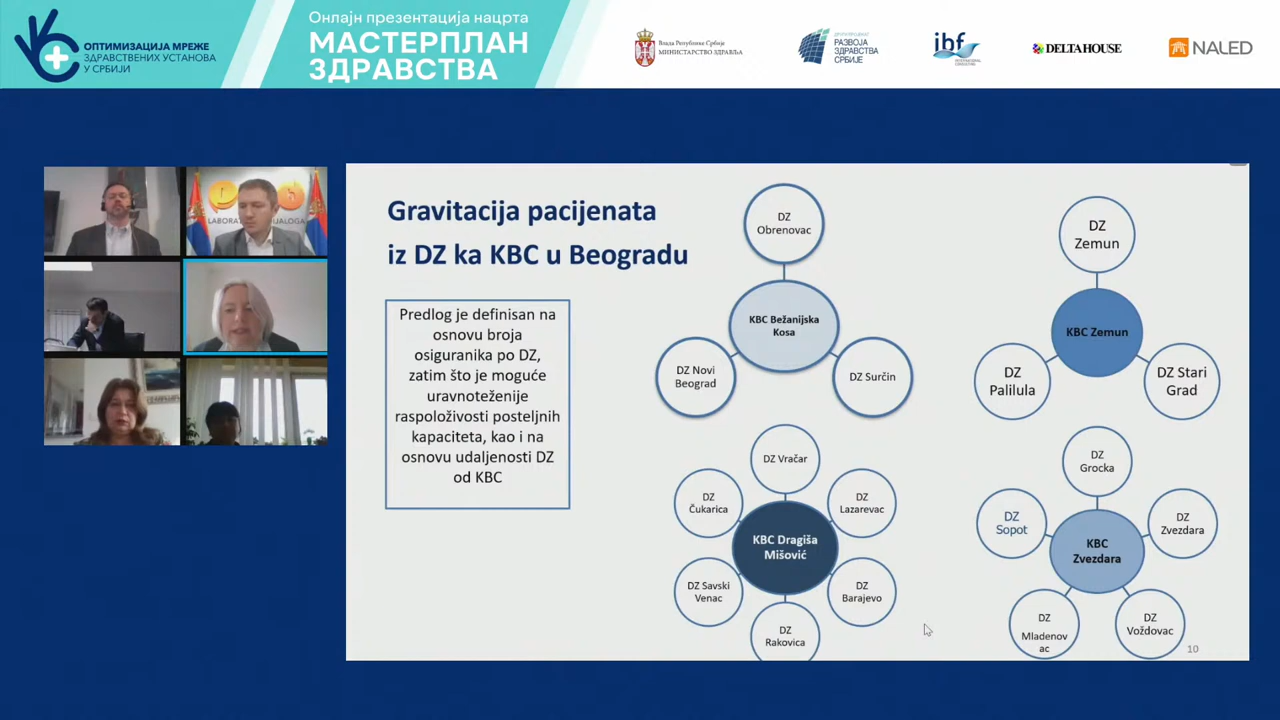 ОПТИМИЗАЦИЈА МРЕЖЕ
ЗДРАВСТВЕНИХ УСТАНОВА
У СРБИЈИ
Онлајн презентација нацрта
МАСТЕРПЛАН
ЗДРАВСТВА
Влада Републике Србије
МИНИСТАРСТВО ЗДРАВЉА
РАЗВОЈА
ЗДРАВСТВА
СРБИЈЕ
ibf
DELTAHOUSE
NALED
Gravitacija pacijenata
iz DZ ka KBC u Beogradu
Predlog je definisan na
osnovu broja
osiguranika po DZ,
zatim što je moguće
uravnoteženije
raspoloživosti posteljnih
kapaciteta, kao i na
osnovu udaljenosti DZ
od KBC
DZ
Obrenovac
KBC Bežanijska
Kosa
DZ Novi
Beograd
DZ Surčin
DZ
Zemun
KBC Zemun
DZ
Palilula
DZ Stari
Grad
DZ Vračar
DZ
Čukarica
DZ
Lazarevac
KBC Dragiša
Mišović
DZ Savski
Venac
DZ
Barajevo
DZ
Rakovica
DZ
Grocka
DZ
Sopot
DZ
Zvezdara
KBC
Zvezdara
DZ
Mladenov
ac
DZ
Voždovac
10